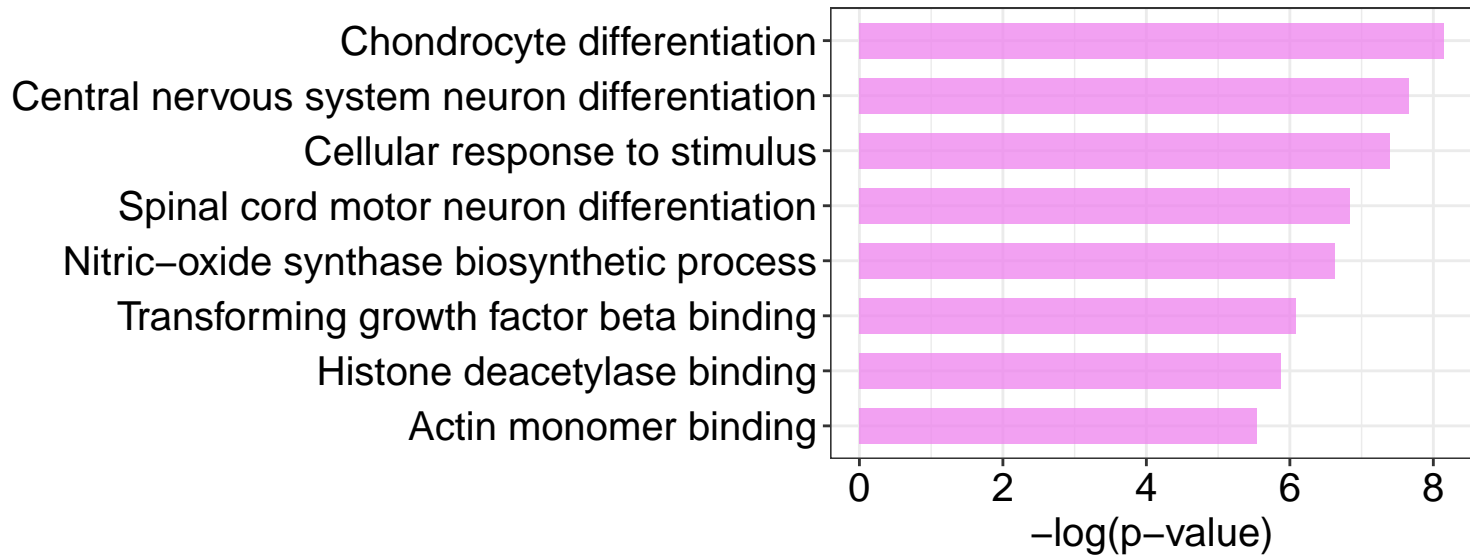 Chondrocyte differentiation
Central nervous system neuron differentiation
Cellular response to stimulus
Spinal cord motor neuron differentiation
Nitric−oxide synthase biosynthetic process
Transforming growth factor beta binding
Histone deacetylase binding
Actin monomer binding
0 2 4 6 8
−log(p−value)